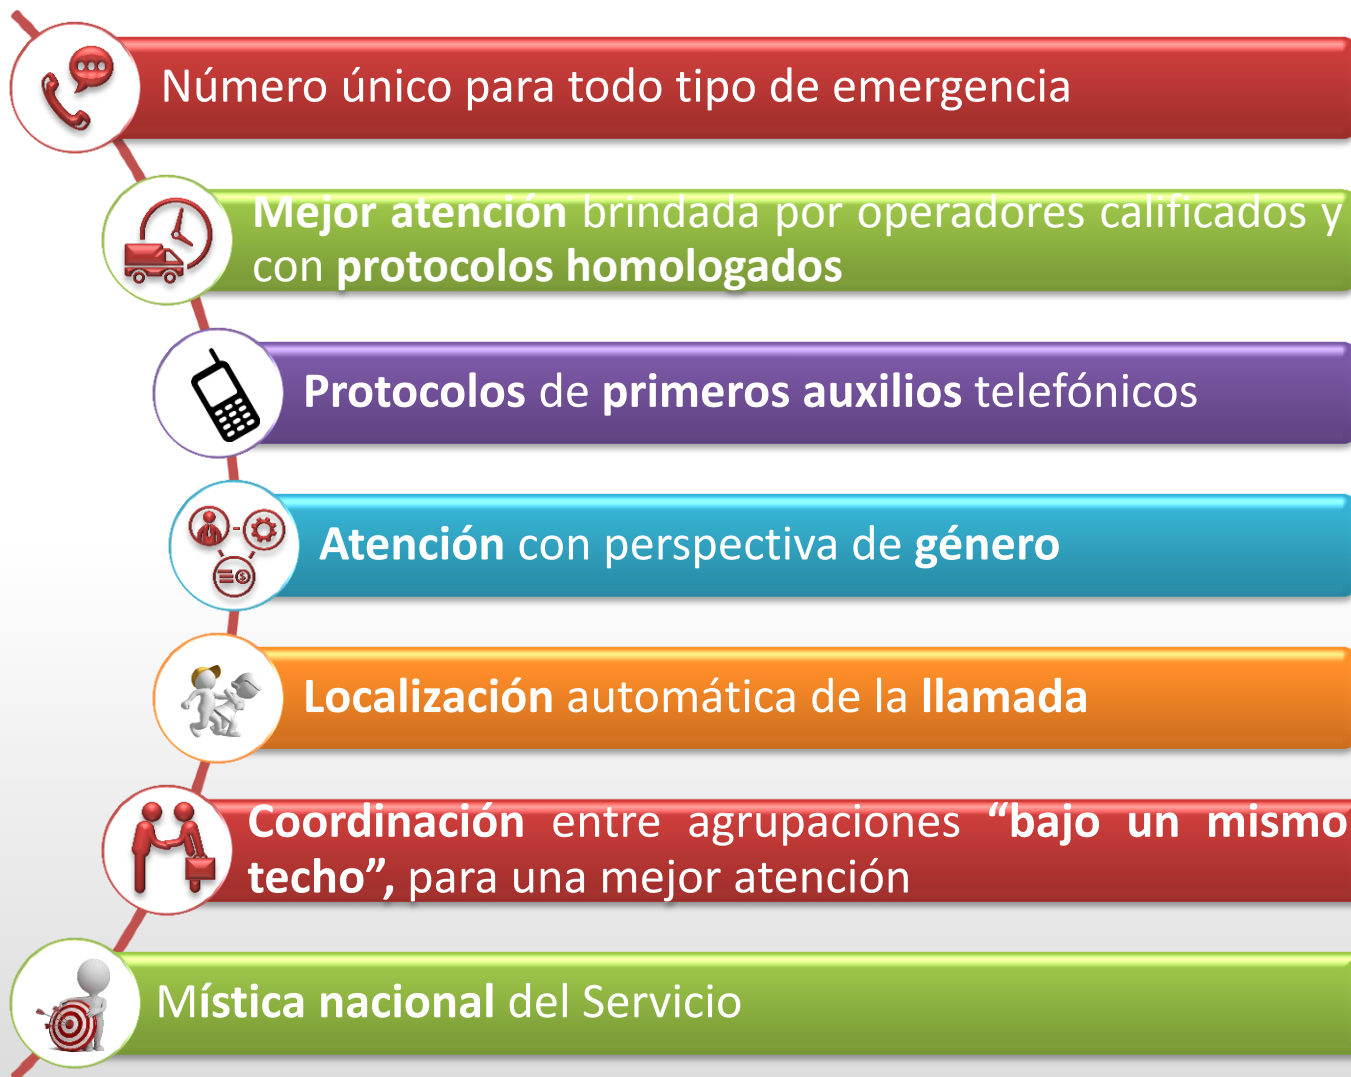 Número único para todo tipo de emergencia
Mejor atención brindada por operadores calificados y
con protocolos homologados
Protocolos de primeros auxilios telefónicos
Atención con perspectiva de género
Localización automática de la llamada
Coordinación entre agrupaciones “bajo un mismo
techo”, para una mejor atención
Mística nacional del Servicio